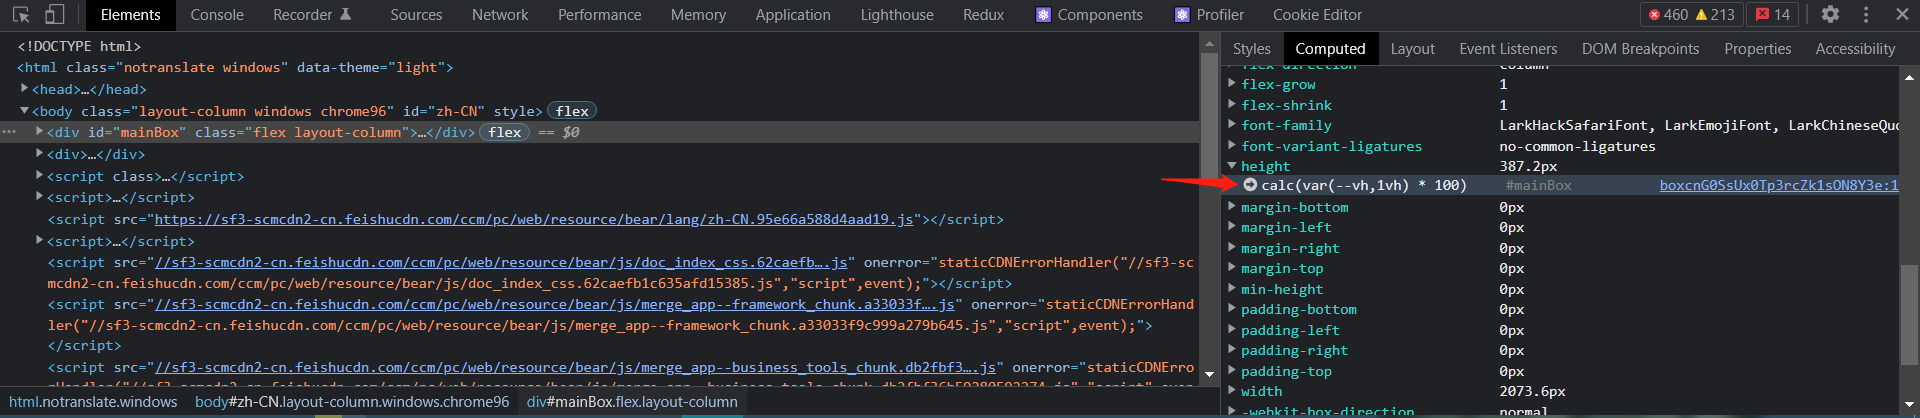 Elements Console Recorder Sources Network Performance Memory Application Lighthouse Redux Components Profiler Cookie Editor 460 213 14
<!DOCTYPE html>
<html class="notranslate windows" data-theme="light">
<head>…</head>
<body class="layout-column windows chrome96" id="zh-CN" style> flex
<div id="mainBox" class="flex layout-column">…</div> flex == $0
<div>…</div>
<script class>…</script>
<script>…</script>
<script src="https://sf3-scmcdn2-cn.feishucdn.com/ccm/pc/web/resource/bear/lang/zh-CN.95e66a588d4aad19.js"></script>
<script>…</script>
<script src="//sf3-scmcdn2-cn.feishucdn.com/ccm/pc/web/resource/bear/js/doc_index_css.62caefb….js" onerror="staticCDNErrorHandler("//sf3-sc
mcdn2-cn.feishucdn.com/ccm/pc/web/resource/bear/js/doc_index_css.62caefb1c635afd15385.js","script",event);"></script>
<script src="//sf3-scmcdn2-cn.feishucdn.com/ccm/pc/web/resource/bear/js/merge_app--framework_chunk.a33033f….js" onerror="staticCDNErrorHand
ler("//sf3-scmcdn2-cn.feishucdn.com/ccm/pc/web/resource/bear/js/merge_app--framework_chunk.a33033f9c999a279b645.js","script",event);">
</script>
<script src="//sf3-scmcdn2-cn.feishucdn.com/ccm/pc/web/resource/bear/js/merge_app--business_tools_chunk.db2fbf3….js" onerror="staticCDNErro
html.notranslate.windows body#zh-CN.layout-column.windows.chrome96 div#mainBox.flex.layout-column
Styles Computed Layout Event Listeners DOM Breakpoints Properties Accessibility
flex-direction column
flex-grow 1
flex-shrink 1
font-family LarkHackSafariFont, LarkEmojiFont, LarkChineseQuo
font-variant-ligatures no-common-ligatures
height 387.2px
calc(var(--vh,1vh) * 100) #mainBox boxcnG0SsUx0Tp3rcZk1sON8Y3e:1
margin-bottom 0px
margin-left 0px
margin-right 0px
margin-top 0px
min-height 0px
padding-bottom 0px
padding-left 0px
padding-right 0px
padding-top 0px
width 2073.6px
-webkit-box-direction normal